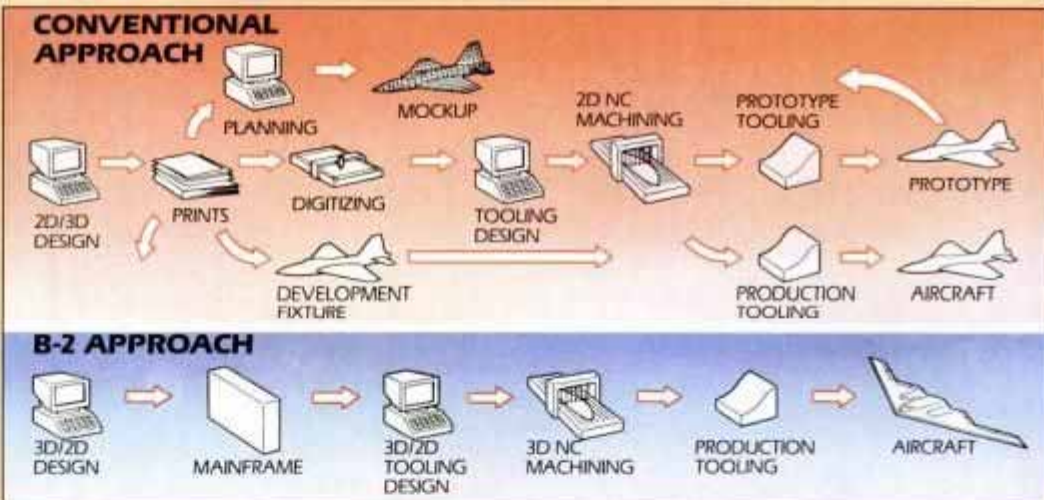 CONVENTIONAL
APPROACH
PLANNING
MOCKUP
2D NC
MACHINING
PROTOTYPE
TOOLING
2D/3D
DESIGN
PRINTS
DIGITIZING
TOOLING
DESIGN
PROTOTYPE
DEVELOPMENT
FIXTURE
PRODUCTION
TOOLING
AIRCRAFT
B-2 APPROACH
3D/2D
DESIGN
MAINFRAME
3D/2D
TOOLING
DESIGN
3D NC
MACHINING
PRODUCTION
TOOLING
AIRCRAFT